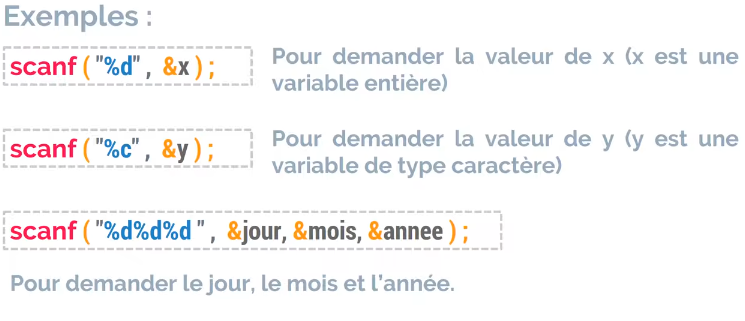 Exemples :
scanf ( "%d" , &x ) ;
Pour demander la valeur de x (x est une
variable entière)
scanf ( "%c" , &y ) ;
Pour demander la valeur de y (y est une
variable de type caractère)
scanf ( "%d%d%d " , &jour, &mois, &annee ) ;
Pour demander le jour, le mois et l’année.